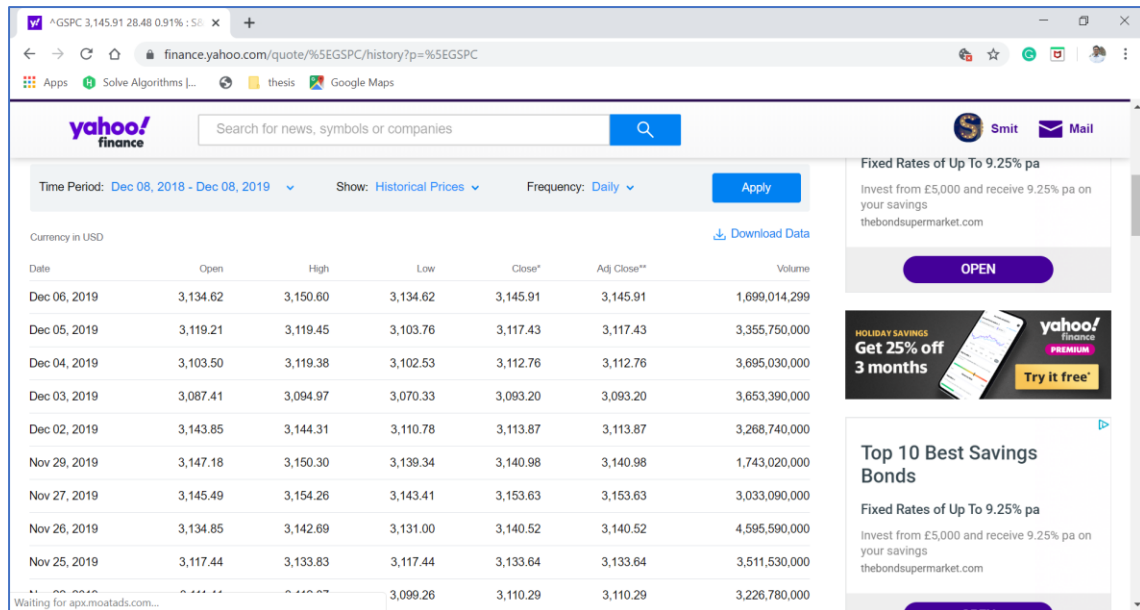 ^GSPC 3,145.91 28.48 0.91% : S&
finance.yahoo.com/quote/%5EGSPC/history?p=%5EGSPC
Apps Solve Algorithms |... thesis Google Maps
yahoo!
finance
Search for news, symbols or companies
Smit Mail
Time Period: Dec 08, 2018 - Dec 08, 2019 Show: Historical Prices Frequency: Daily Apply
Currency in USD Download Data
Date Open High Low Close* Adj Close** Volume
Dec 06, 2019 3,134.62 3,150.60 3,134.62 3,145.91 3,145.91 1,699,014,299
Dec 05, 2019 3,119.21 3,119.45 3,103.76 3,117.43 3,117.43 3,355,750,000
Dec 04, 2019 3,103.50 3,119.38 3,102.53 3,112.76 3,112.76 3,695,030,000
Dec 03, 2019 3,087.41 3,094.97 3,070.33 3,093.20 3,093.20 3,653,390,000
Dec 02, 2019 3,143.85 3,144.31 3,110.78 3,113.87 3,113.87 3,268,740,000
Nov 29, 2019 3,147.18 3,150.30 3,139.34 3,140.98 3,140.98 1,743,020,000
Nov 27, 2019 3,145.49 3,154.26 3,143.41 3,153.63 3,153.63 3,033,090,000
Nov 26, 2019 3,134.85 3,142.69 3,131.00 3,140.52 3,140.52 4,595,590,000
Nov 25, 2019 3,117.44 3,133.83 3,117.44 3,133.64 3,133.64 3,511,530,000
3,099.26 3,110.29 3,110.29 3,226,780,000
Waiting for apx.moatads.com...
Fixed Rates of Up To 9.25% pa
Invest from £5,000 and receive 9.25% pa on
your savings
thebondsupermarket.com
OPEN
HOLIDAY SAVINGS
Get 25% off
3 months
yahoo!
finance
PREMIUM
Try it free*
Top 10 Best Savings
Bonds
Fixed Rates of Up To 9.25% pa
Invest from £5,000 and receive 9.25% pa on
your savings
thebondsupermarket.com